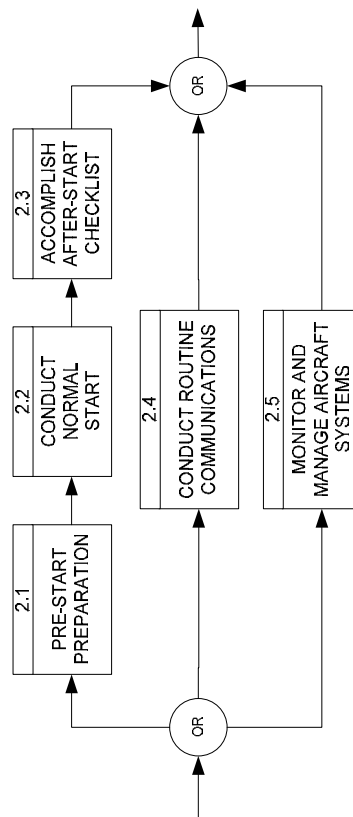 OR
2.1
PRE-START
PREPARATION
2.2
CONDUCT
NORMAL
START
2.3
ACCOMPLISH
AFTER-START
CHECKLIST
2.4
CONDUCT ROUTINE
COMMUNICATIONS
2.5
MONITOR AND
MANAGE AIRCRAFT
SYSTEMS
OR